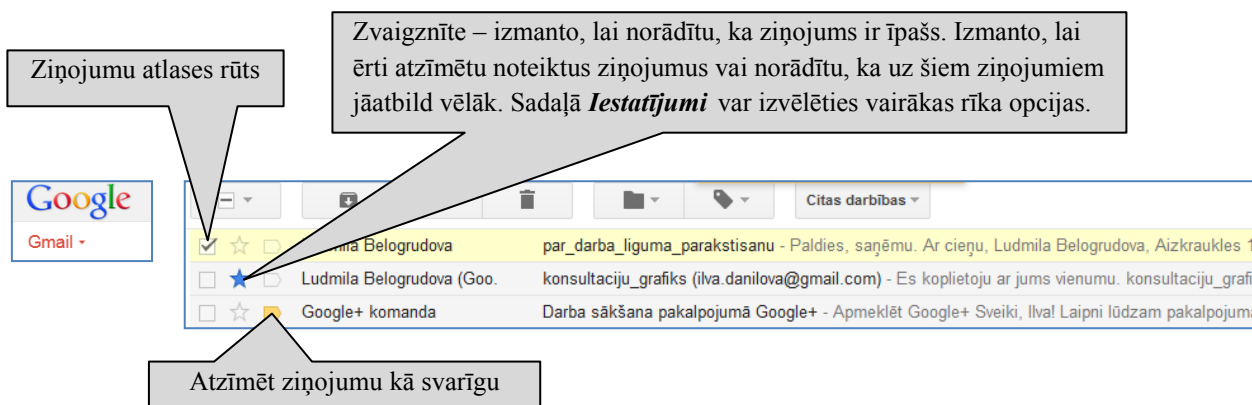 Zvaigznīte – izmanto, lai norādītu, ka ziņojums ir īpašs. Izmanto, lai
ērti atzīmētu noteiktus ziņojumus vai norādītu, ka uz šiem ziņojumiem
jāatbild vēlāk. Sadaļā Iestatījumi var izvēlēties vairākas rīka opcijas.
Ziņojumu atlases rūts
Google
Gmail
Citas darbības
Belogrudova par_darba_liguma_parakstisanu - Paldies, saņēmu. Ar cieņu, Ludmila Belogrudova, Aizkraukles 1
Ludmila Belogrudova (Goo. konsultaciju_grafiks (ilva.danilova@gmail.com) - Es koplietoju ar jums vienumu. konsultaciju_grafi
Google+ komanda Darba sākšana pakalpojumā Google+ - Apmeklēt Google+ Sveiki, Ilva! Laipni lūdzam pakalpojumā
Atzīmēt ziņojumu kā svarīgu